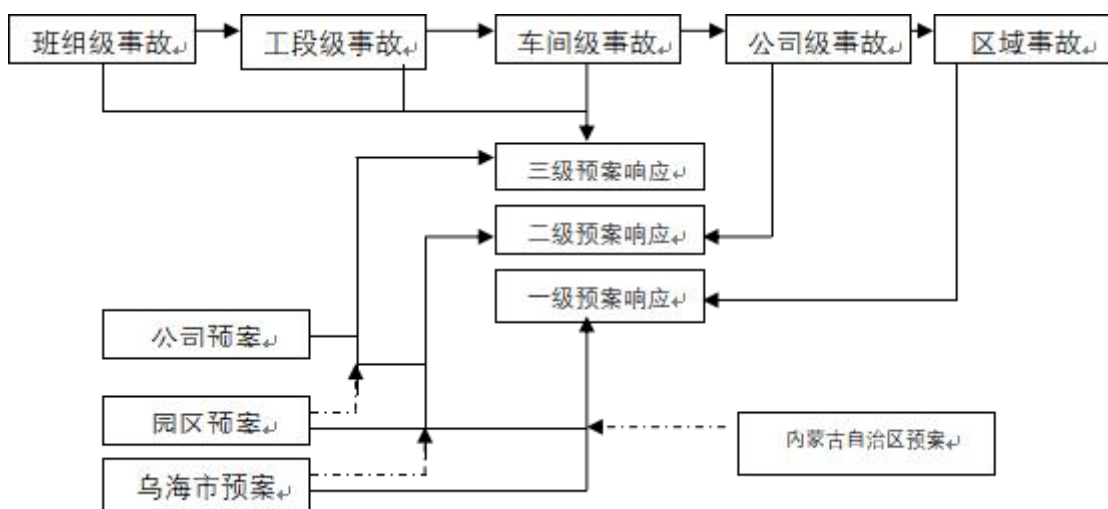 班组级事故↵
工段级事故↵
车间级事故↵
公司级事故↵
区域事故↵
三级预案响应↵
二级预案响应↵
一级预案响应↵
公司预案↵
园区预案↵
内蒙古自治区预案↵
乌海市预案↵